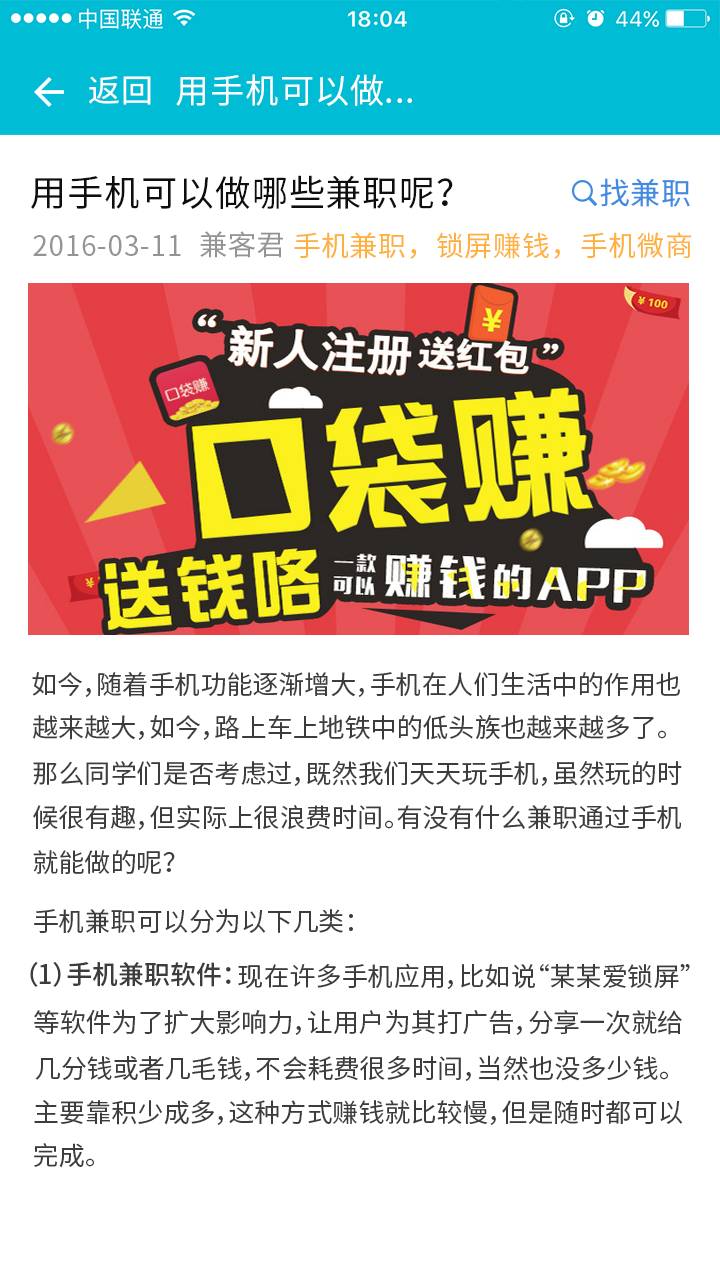 中国联通 18:04 44%
返回 用手机可以做...
用手机可以做哪些兼职呢？ 找兼职
2016-03-11 兼客君 手机兼职，锁屏赚钱，手机微商
¥100
¥
“新人注册送红包”
口袋赚
口袋赚
¥
送钱咯 一款可以赚钱的APP
如今，随着手机功能逐渐增大，手机在人们生活中的作用也
越来越大，如今，路上车上地铁中的低头族也越来越多了。
那么同学们是否考虑过，既然我们天天玩手机，虽然玩的时
候很有趣，但实际上很浪费时间。有没有什么兼职通过手机
就能做的呢？
手机兼职可以分为以下几类：
（1）手机兼职软件：现在许多手机应用，比如说“某某爱锁屏”
等软件为了扩大影响力，让用户为其打广告，分享一次就给
几分钱或者几毛钱，不会耗费很多时间，当然也没多少钱。
主要靠积少成多，这种方式赚钱就比较慢，但是随时都可以
完成。